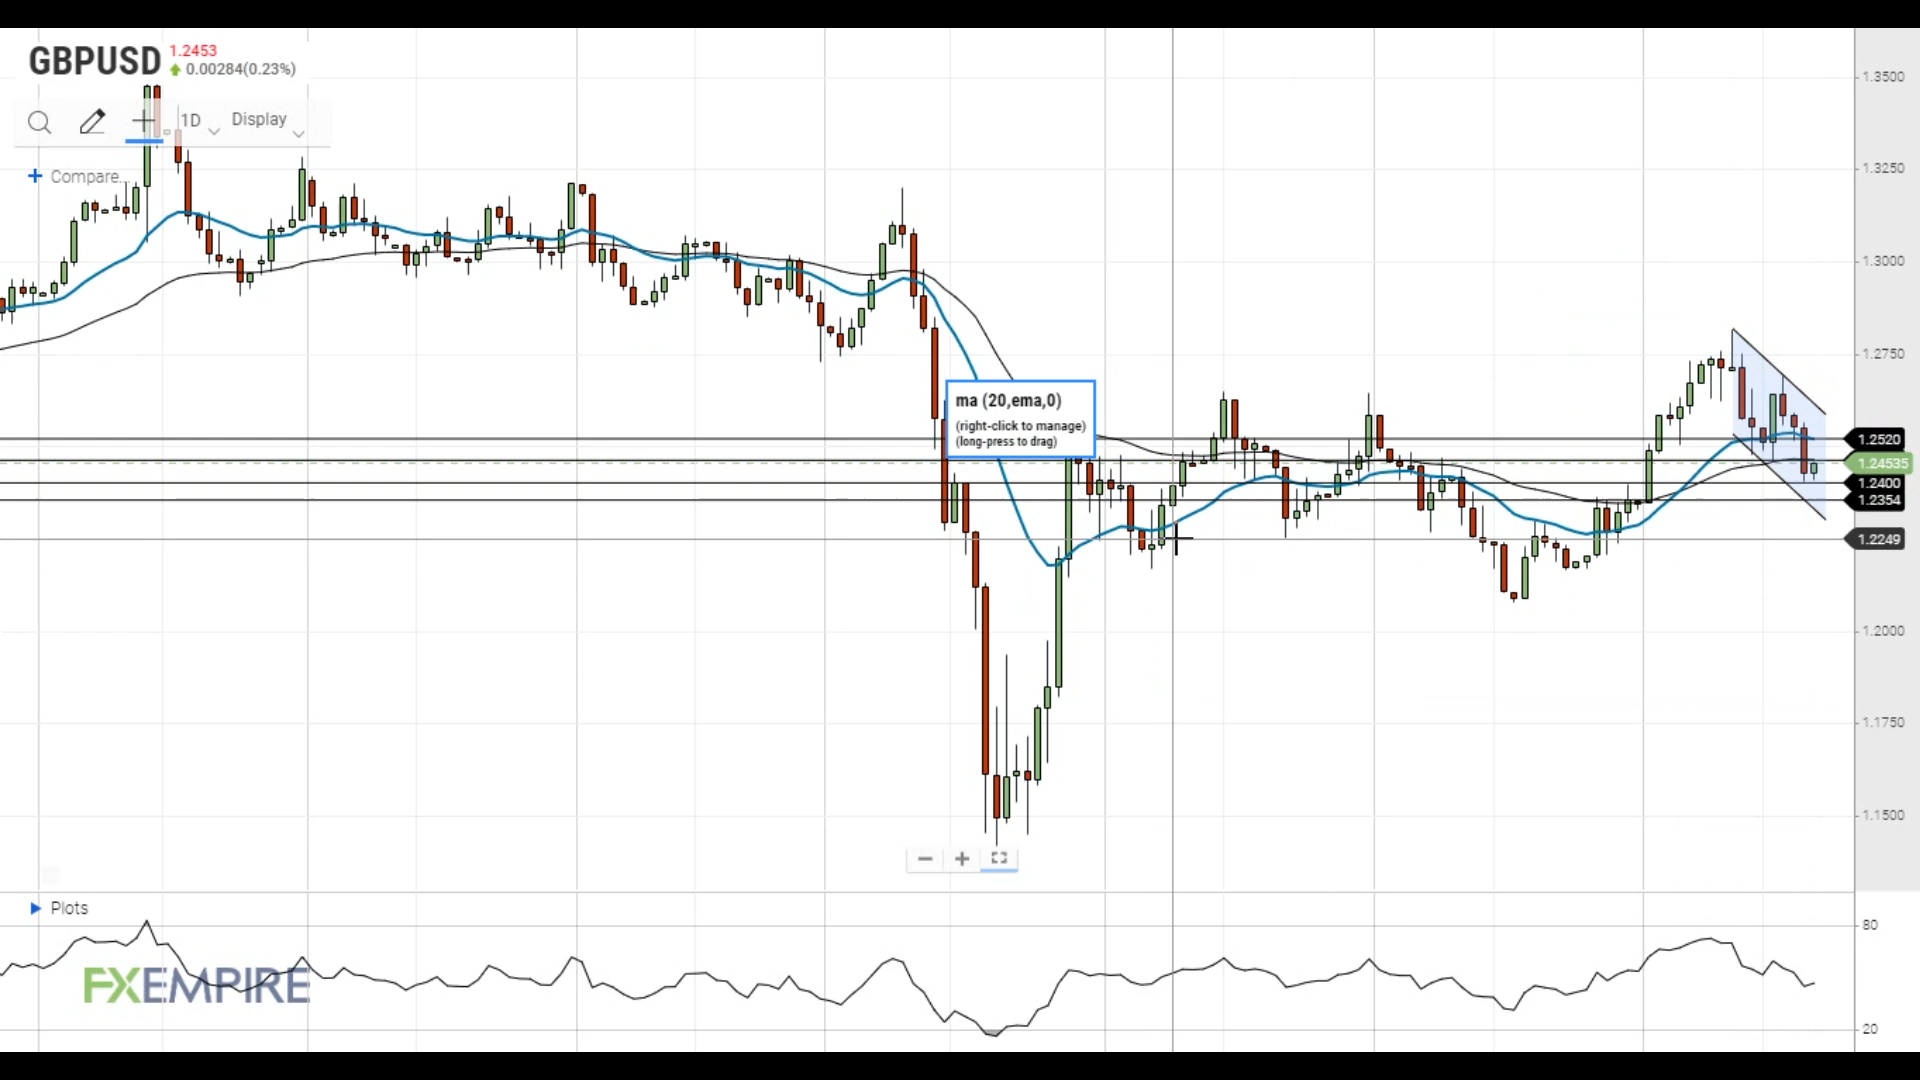 GBPUSD
1.2453
0.00284(0.23%)
1D
Display
Compare...
ma (20,ema,0)
(right-click to manage)
(long-press to drag)
1.3500
1.3250
1.3000
1.2750
1.2520
1.24535
1.2400
1.2354
1.2249
1.2000
1.1750
1.1500
Plots
80
FXEMPIRE
20